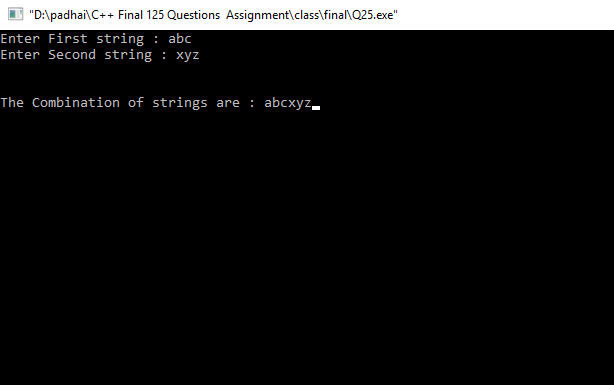 "D:\padhai\C++ Final 125 Questions  Assignment\class\final\Q25.exe"
Enter First string : abc
Enter Second string : xyz
The Combination of strings are : abcxyz